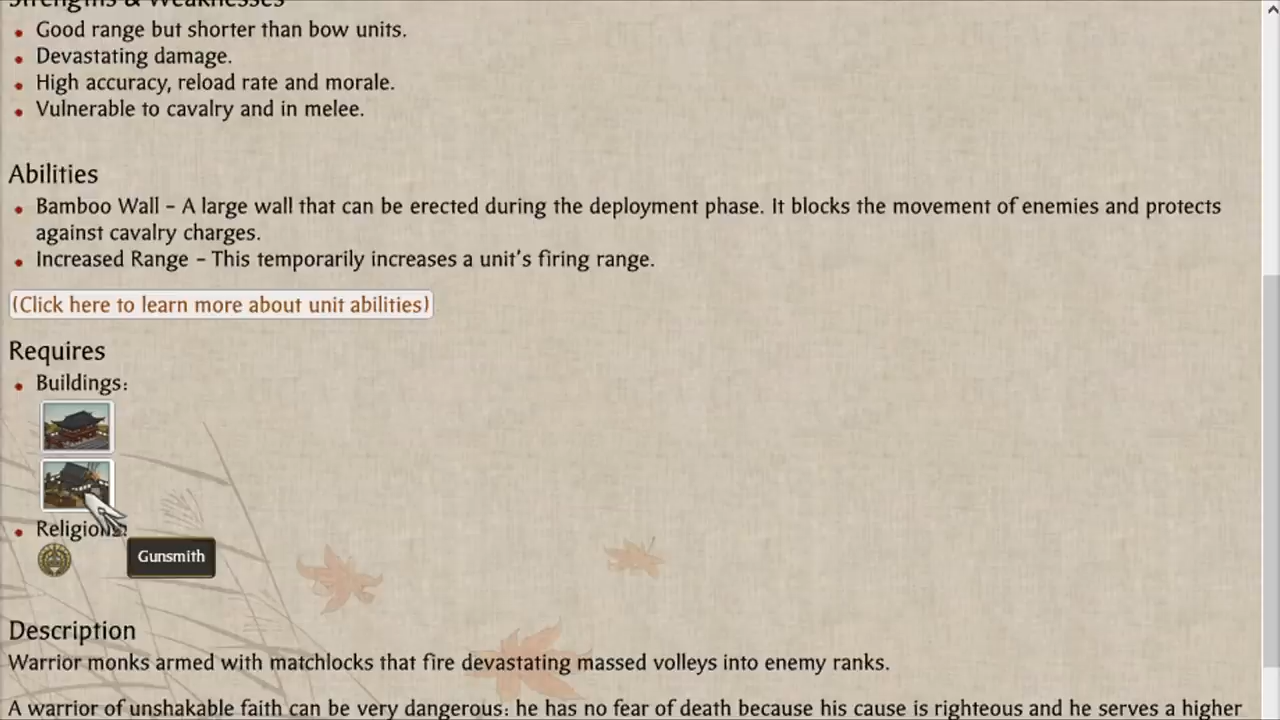 Strengths & Weaknesses
Good range but shorter than bow units.
Devastating damage.
High accuracy, reload rate and morale.
Vulnerable to cavalry and in melee.
Abilities
Bamboo Wall – A large wall that can be erected during the deployment phase. It blocks the movement of enemies and protects
against cavalry charges.
Increased Range – This temporarily increases a unit's firing range.
(Click here to learn more about unit abilities)
Requires
Buildings:
Religions:
Gunsmith
Description
Warrior monks armed with matchlocks that fire devastating massed volleys into enemy ranks.
A warrior of unshakable faith can be very dangerous: he has no fear of death because his cause is righteous and he serves a higher